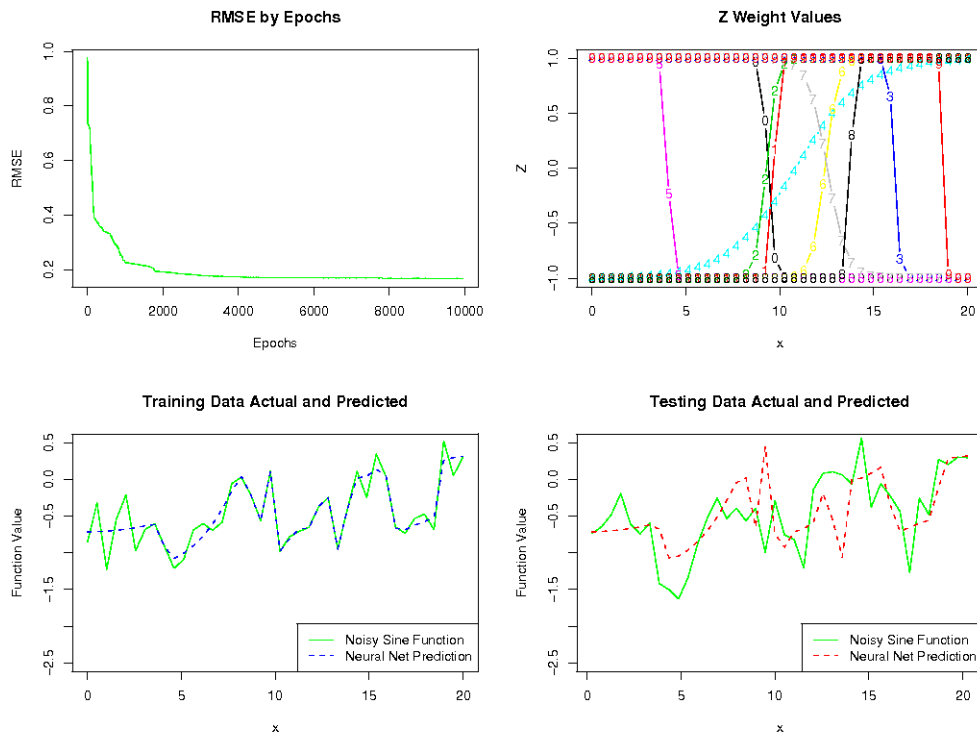 RMSE by Epochs
RMSE
1.0
0.8
0.6
0.4
0.2
0 2000 4000 6000 8000 10000
Epochs
Z Weight Values
Z
1.0
0.5
0.0
−0.5
−1.0
0 5 10 15 20
x
Training Data Actual and Predicted
Function Value
0.5
0.0
−0.5
−1.5
−2.5
Noisy Sine Function
Neural Net Prediction
0 5 10 15 20
x
Testing Data Actual and Predicted
Function Value
0.5
0.0
−0.5
−1.5
−2.5
Noisy Sine Function
Neural Net Prediction
0 5 10 15 20
x